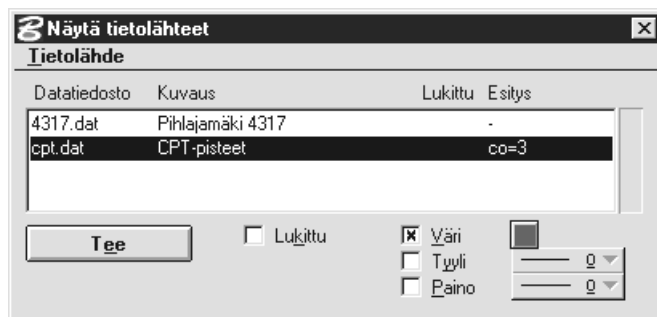 Näytä tietolähteet
Tietolähde
Datatiedosto Kuvaus Lukittu Esitys
4317.dat Pihlajamäki 4317 -
cpt.dat CPT-pisteet co=3
Tee Lukittu Väri
Tyyli 0
Paino 0